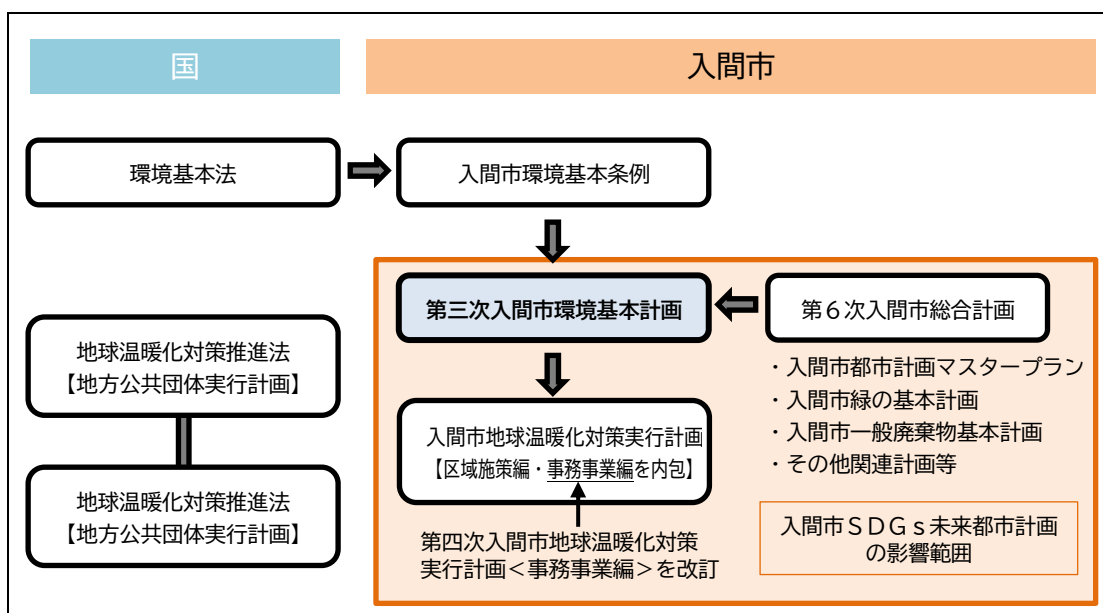 国
入間市
環境基本法
入間市環境基本条例
第三次入間市環境基本計画
第６次入間市総合計画
地球温暖化対策推進法
【地方公共団体実行計画】
・入間市都市計画マスタープラン
・入間市緑の基本計画
・入間市一般廃棄物基本計画
・その他関連計画等
入間市地球温暖化対策実行計画
【区域施策編・事務事業編を内包】
地球温暖化対策推進法
【地方公共団体実行計画】
第四次入間市地球温暖化対策
実行計画＜事務事業編＞を改訂
入間市ＳＤＧｓ未来都市計画
の影響範囲